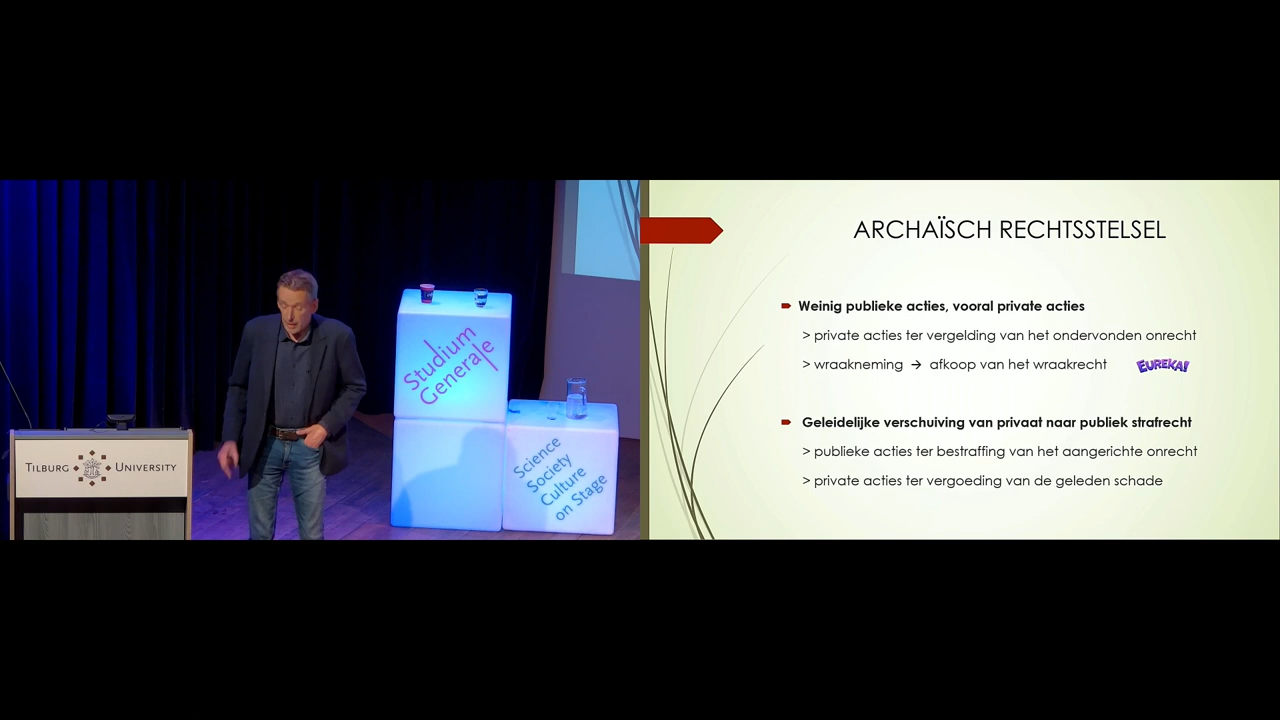 Studium
Generale
Science
Society
Culture
on Stage
TILBURG UNIVERSITY
ARCHAÏSCH RECHTSSTELSEL
Weinig publieke acties, vooral private acties
> private acties ter vergelding van het ondervonden onrecht
> wraakneming → afkoop van het wraakrecht
EUREKA!
Geleidelijke verschuiving van privaat naar publiek strafrecht
> publieke acties ter bestraffing van het aangerichte onrecht
> private acties ter vergoeding van de geleden schade